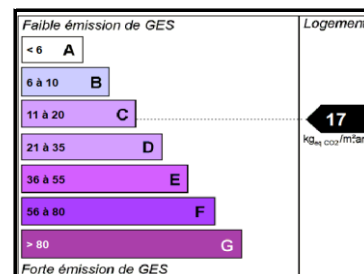 Faible émission de GES
Logement
< 6 A
6 à 10 B
11 à 20 C
17
kgeq CO2/m².an
21 à 35 D
36 à 55 E
56 à 80 F
> 80 G
Forte émission de GES